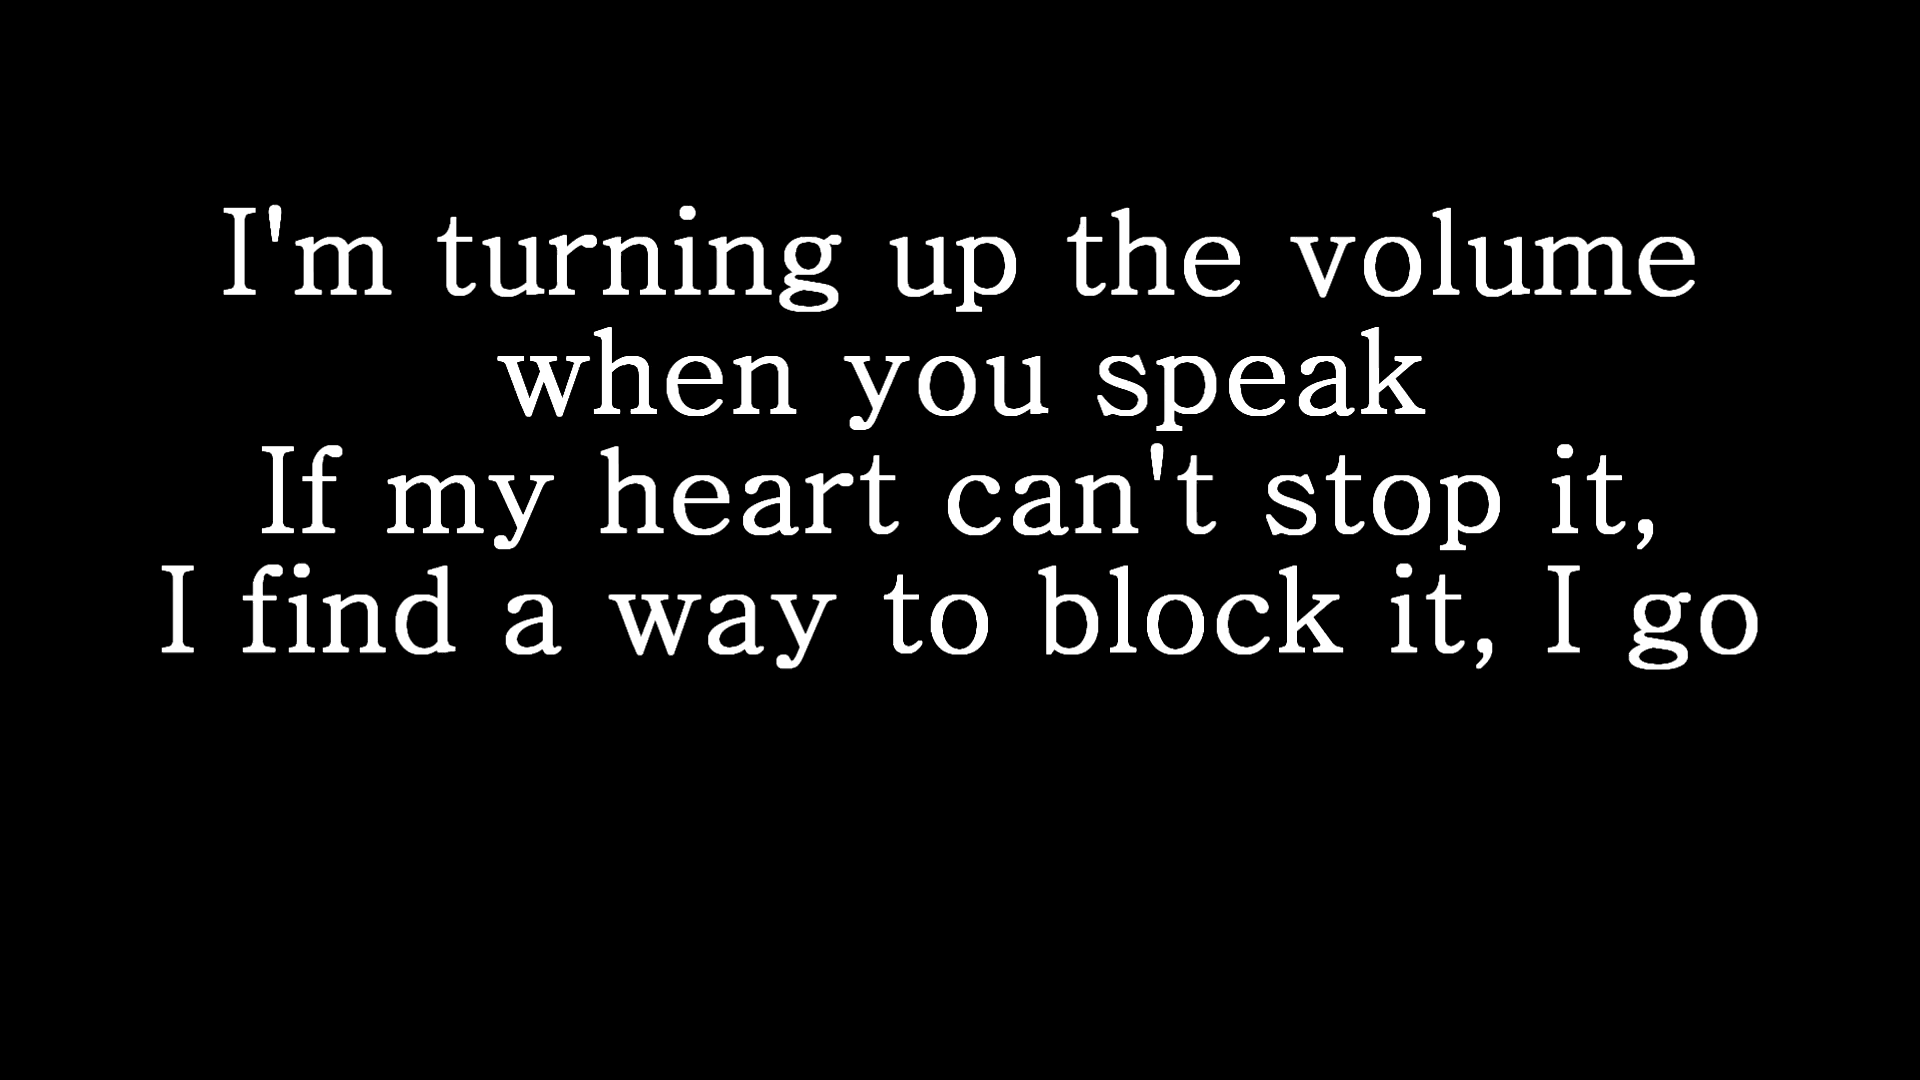 I'm turning up the volume
when you speak
If my heart can't stop it,
I find a way to block it, I go